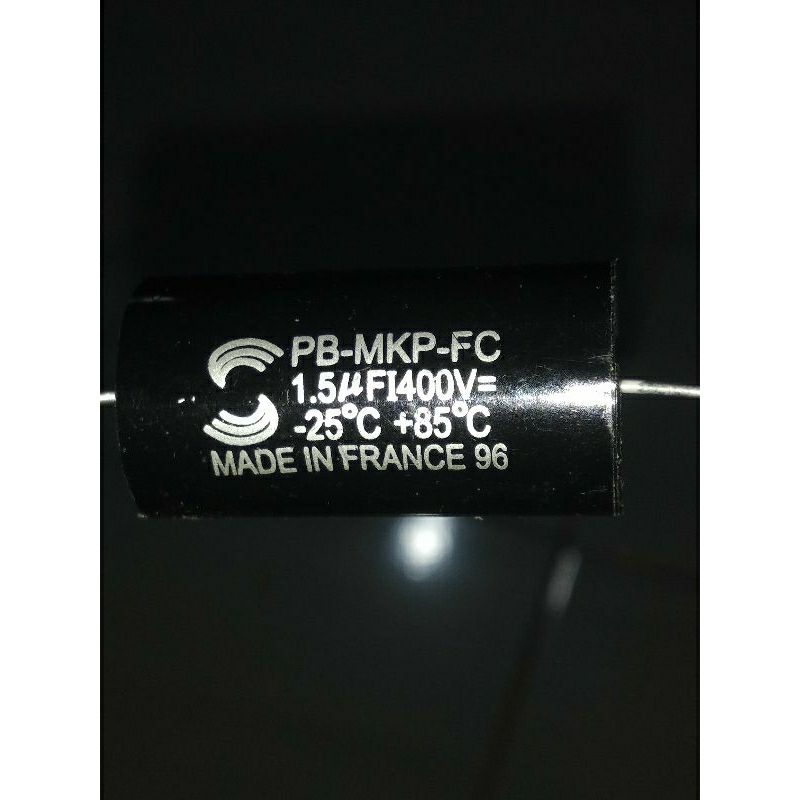 PB-MKP-FC
1.5µFI400V=
-25°C +85°C
MADE IN FRANCE 96